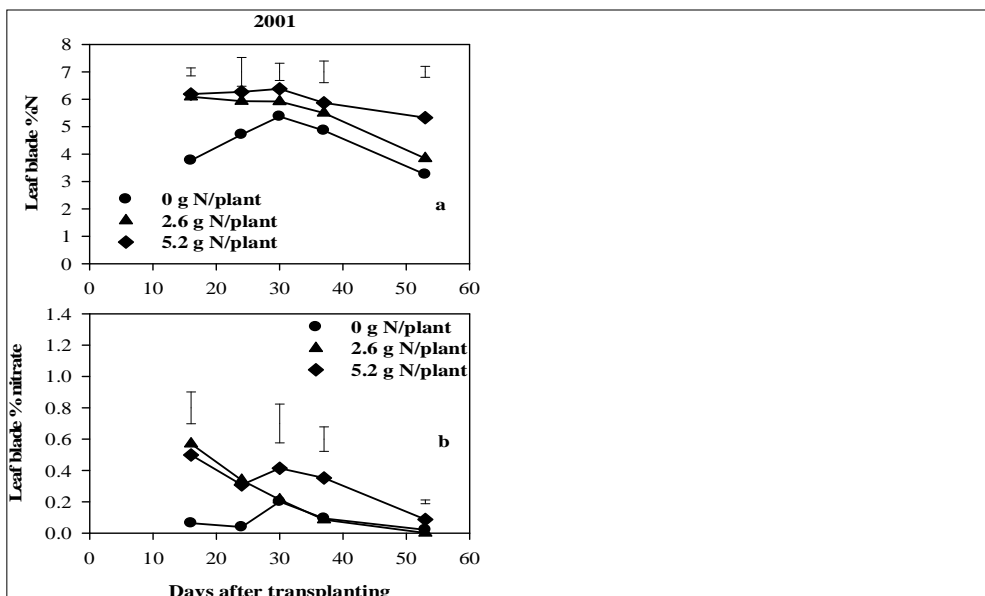 2001
8
7
6
5
4
3
2
1
0
Leaf blade %N
0 g N/plant
2.6 g N/plant
5.2 g N/plant
a
0 10 20 30 40 50 60
1.4
1.2
1.0
0.8
0.6
0.4
0.2
0.0
Leaf blade % nitrate
0 g N/plant
2.6 g N/plant
5.2 g N/plant
b
0 10 20 30 40 50 60
Days after transplanting